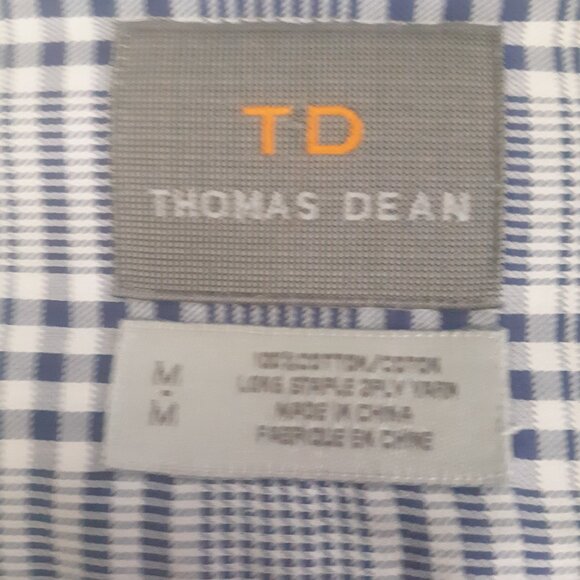 TD
THOMAS DEAN
M
-
M
100% COTTON/COTON
LONG STAPLE 2PLY YARN
MADE IN CHINA
FABRIQUE EN CHINE